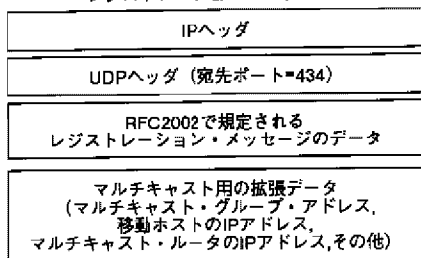 IPヘッダ
UDPヘッダ (宛先ポート=434)
RFC2002で規定される
レジストレーション・メッセージのデータ
マルチキャスト用の拡張データ
(マルチキャスト・グループ・アドレス,
移動ホストのIPアドレス,
マルチキャスト・ルータのIPアドレス,その他)